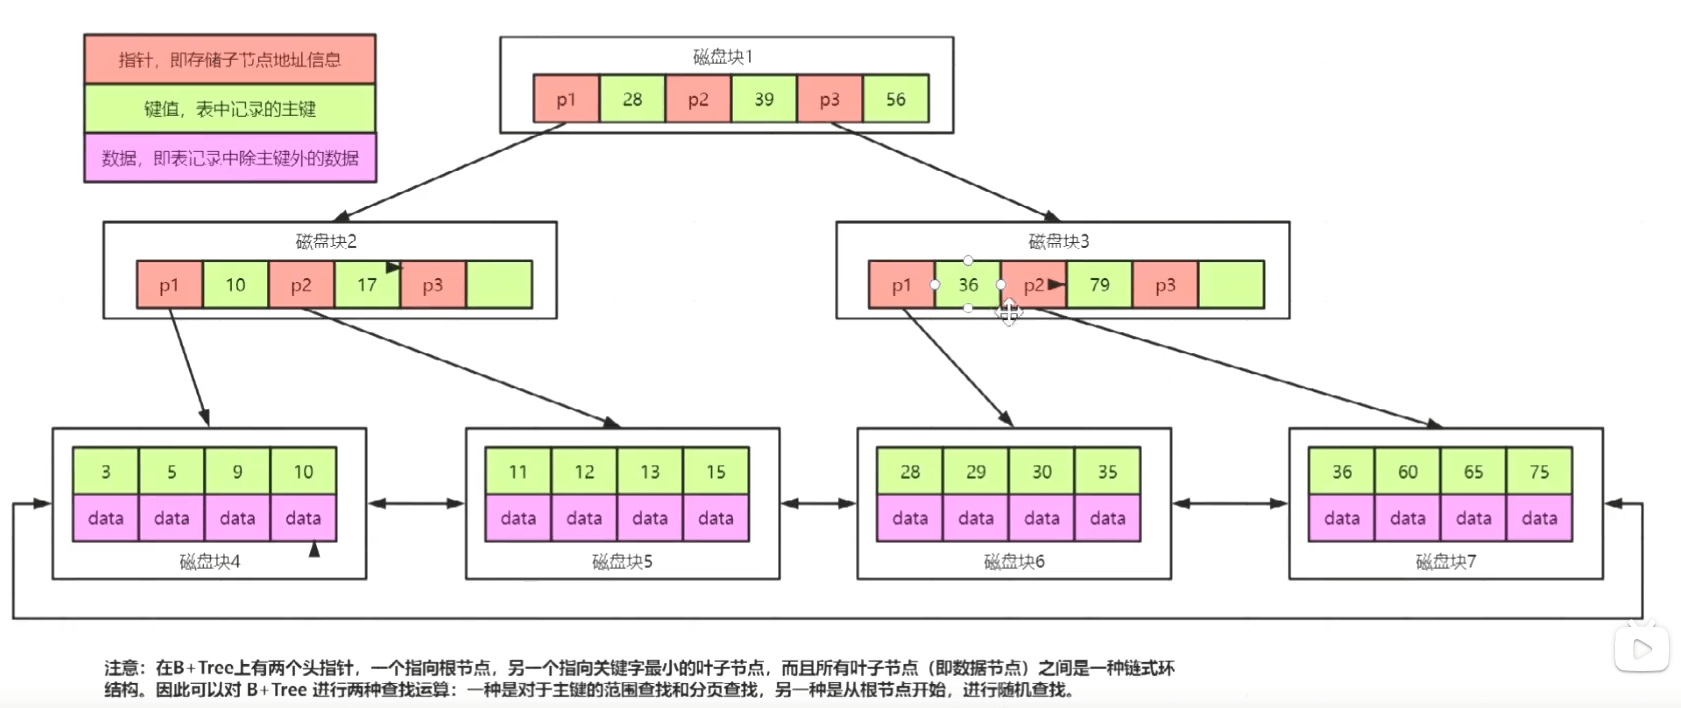 指针，即存储子节点地址信息
键值，表中记录的主键
数据，即表记录中除主键外的数据
磁盘块1
p1 28 p2 39 p3 56
磁盘块2
p1 10 p2 17 p3
磁盘块3
p1 36 p2 79 p3
3 5 9 10
data data data data
磁盘块4
11 12 13 15
data data data data
磁盘块5
28 29 30 35
data data data data
磁盘块6
36 60 65 75
data data data data
磁盘块7
注意：在B+Tree上有两个头指针，一个指向根节点，另一个指向关键字最小的叶子节点，而且所有叶子节点（即数据节点）之间是一种链式环
结构。因此可以对 B+Tree 进行两种查找运算：一种是对于主键的范围查找和分页查找，另一种是从根节点开始，进行随机查找。